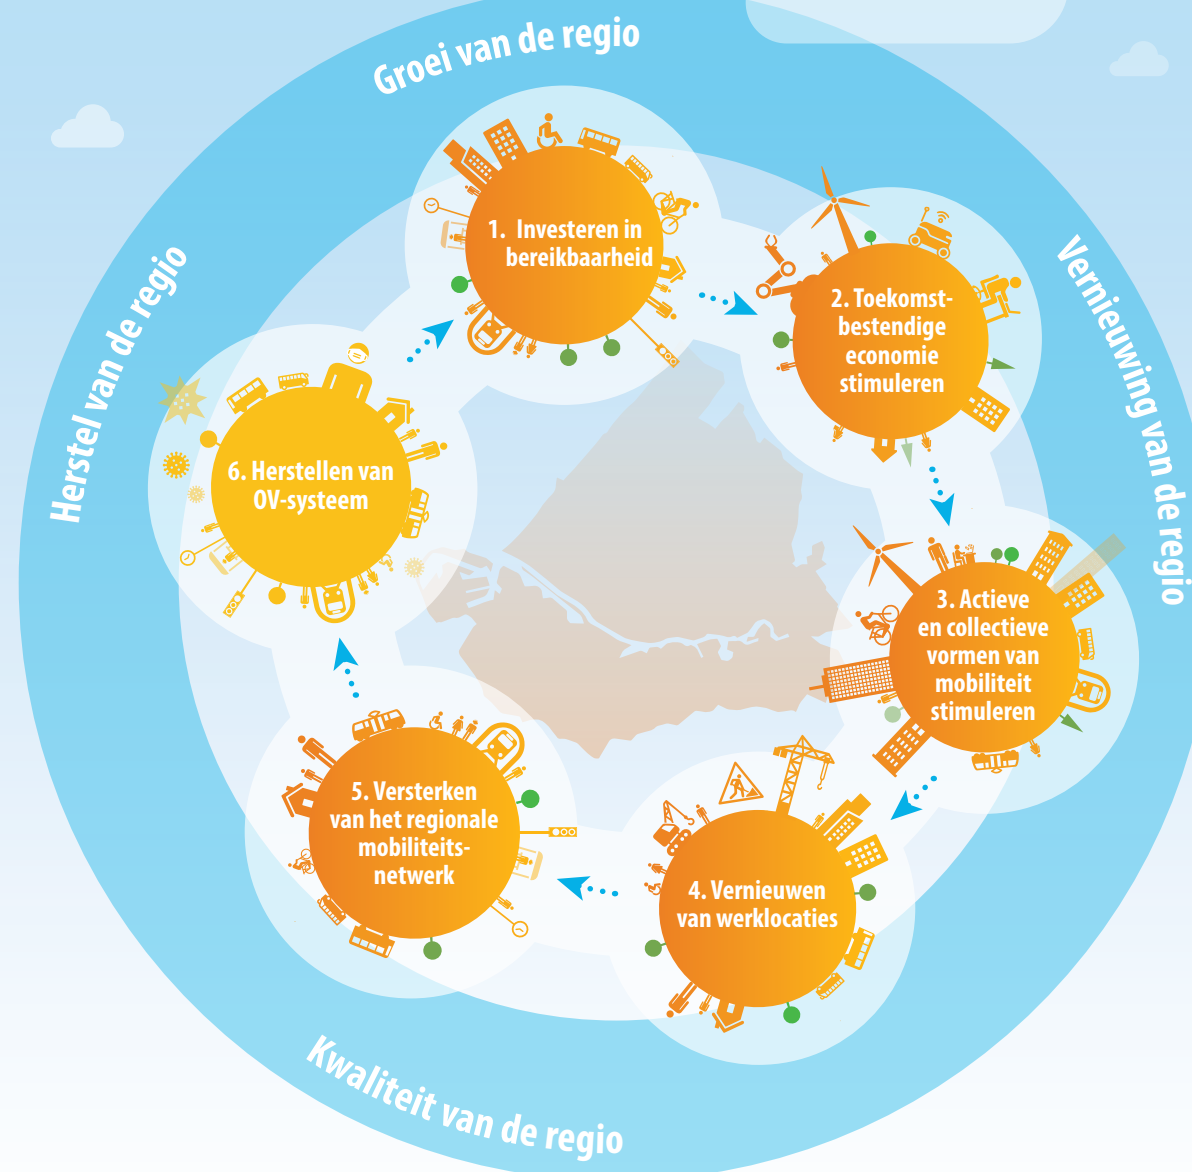 Groei van de regio
Vernieuwing van de regio
Kwaliteit van de regio
Herstel van de regio
1. Investeren in
bereikbaarheid
2. Toekomst-
bestendige
economie
stimuleren
3. Actieve
en collectieve
vormen van
mobiliteit
stimuleren
4. Vernieuwen
van werklocaties
5. Versterken
van het regionale
mobiliteits-
netwerk
6. Herstellen van
OV-systeem